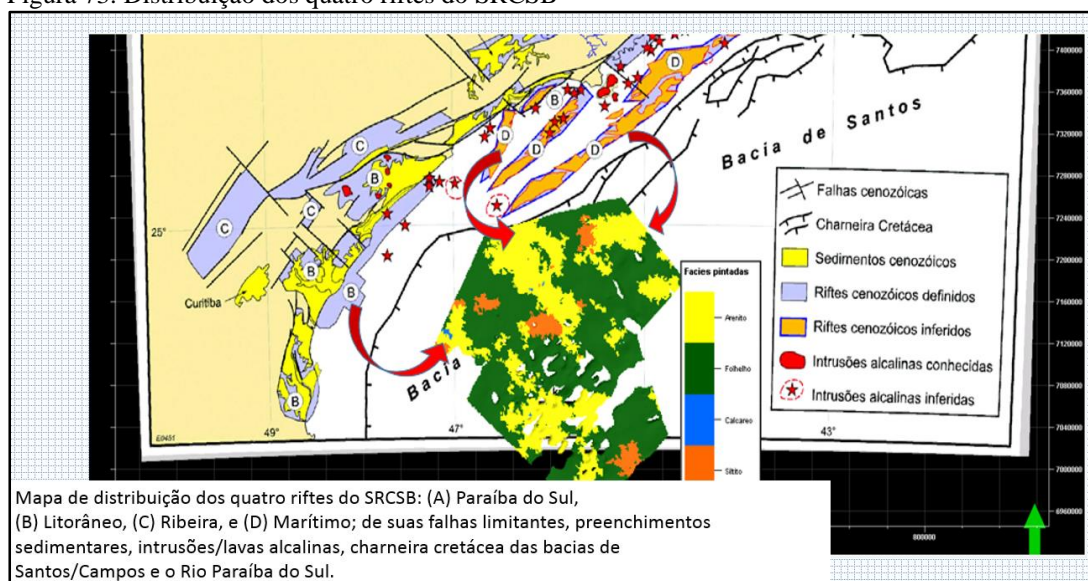 Figura 73: Distribuição dos quatro riftes do SRCSB
D
B
D
D
D
C
B
C
C
B
B
B
25°
Curitiba
Bacia de Santos
Bacia
49°
47°
43°
E0451
Falhas cenozóicas
Charneira Cretácea
Sedimentos cenozóicos
Riftes cenozóicos definidos
Riftes cenozóicos inferidos
Intrusões alcalinas conhecidas
Intrusões alcalinas inferidas
Facies pintadas
Arenito
Folhelho
Calcareo
Siltito
7400000
7360000
7320000
7280000
7240000
7200000
7160000
7120000
7080000
7040000
7000000
6960000
800000
Mapa de distribuição dos quatro riftes do SRCSB: (A) Paraíba do Sul,
(B) Litorâneo, (C) Ribeira, e (D) Marítimo; de suas falhas limitantes, preenchimentos
sedimentares, intrusões/lavas alcalinas, charneira cretácea das bacias de
Santos/Campos e o Rio Paraíba do Sul.